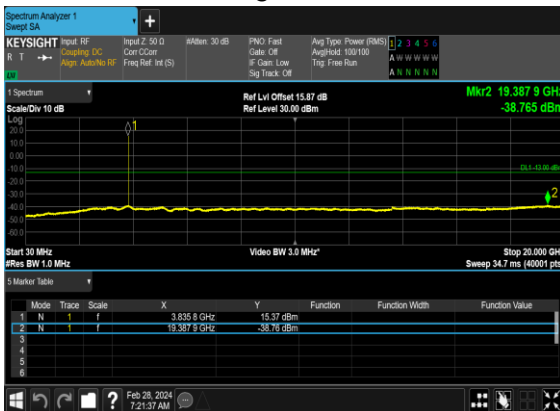 Spectrum Analyzer 1
Swept SA
KEYSIGHT Input: RF Input Z: 50 Ω #Atten: 30 dB PNO: Fast Avg Type: Power (RMS) 1 2 3 4 5 6
R T Coupling: DC Corr CCorr Gate: Off Avg|Hold: 100/100 A W W W W W
Align: Auto/No RF Freq Ref: Int (S) IF Gain: Low Trig: Free Run
LV Sig Track: Off A N N N N N
1 Spectrum Ref Lvl Offset 15.87 dB Mkr2 19.387 9 GHz
Scale/Div 10 dB Ref Level 30.00 dBm -38.765 dBm
Log
20.0
10.0
0.00
-10.0
-20.0
-30.0
-40.0
-50.0
-60.0
1
DL1 -13.00 dBm
2
Start 30 MHz Video BW 3.0 MHz* Stop 20.000 GHz
#Res BW 1.0 MHz Sweep 34.7 ms (40001 pts)
5 Marker Table
Mode Trace Scale X Y Function Function Width Function Value
1 N 1 f 3.835 8 GHz 15.37 dBm
2 N 1 f 19.387 9 GHz -38.76 dBm
3
4
5
6
? Feb 28, 2024
7:21:37 AM